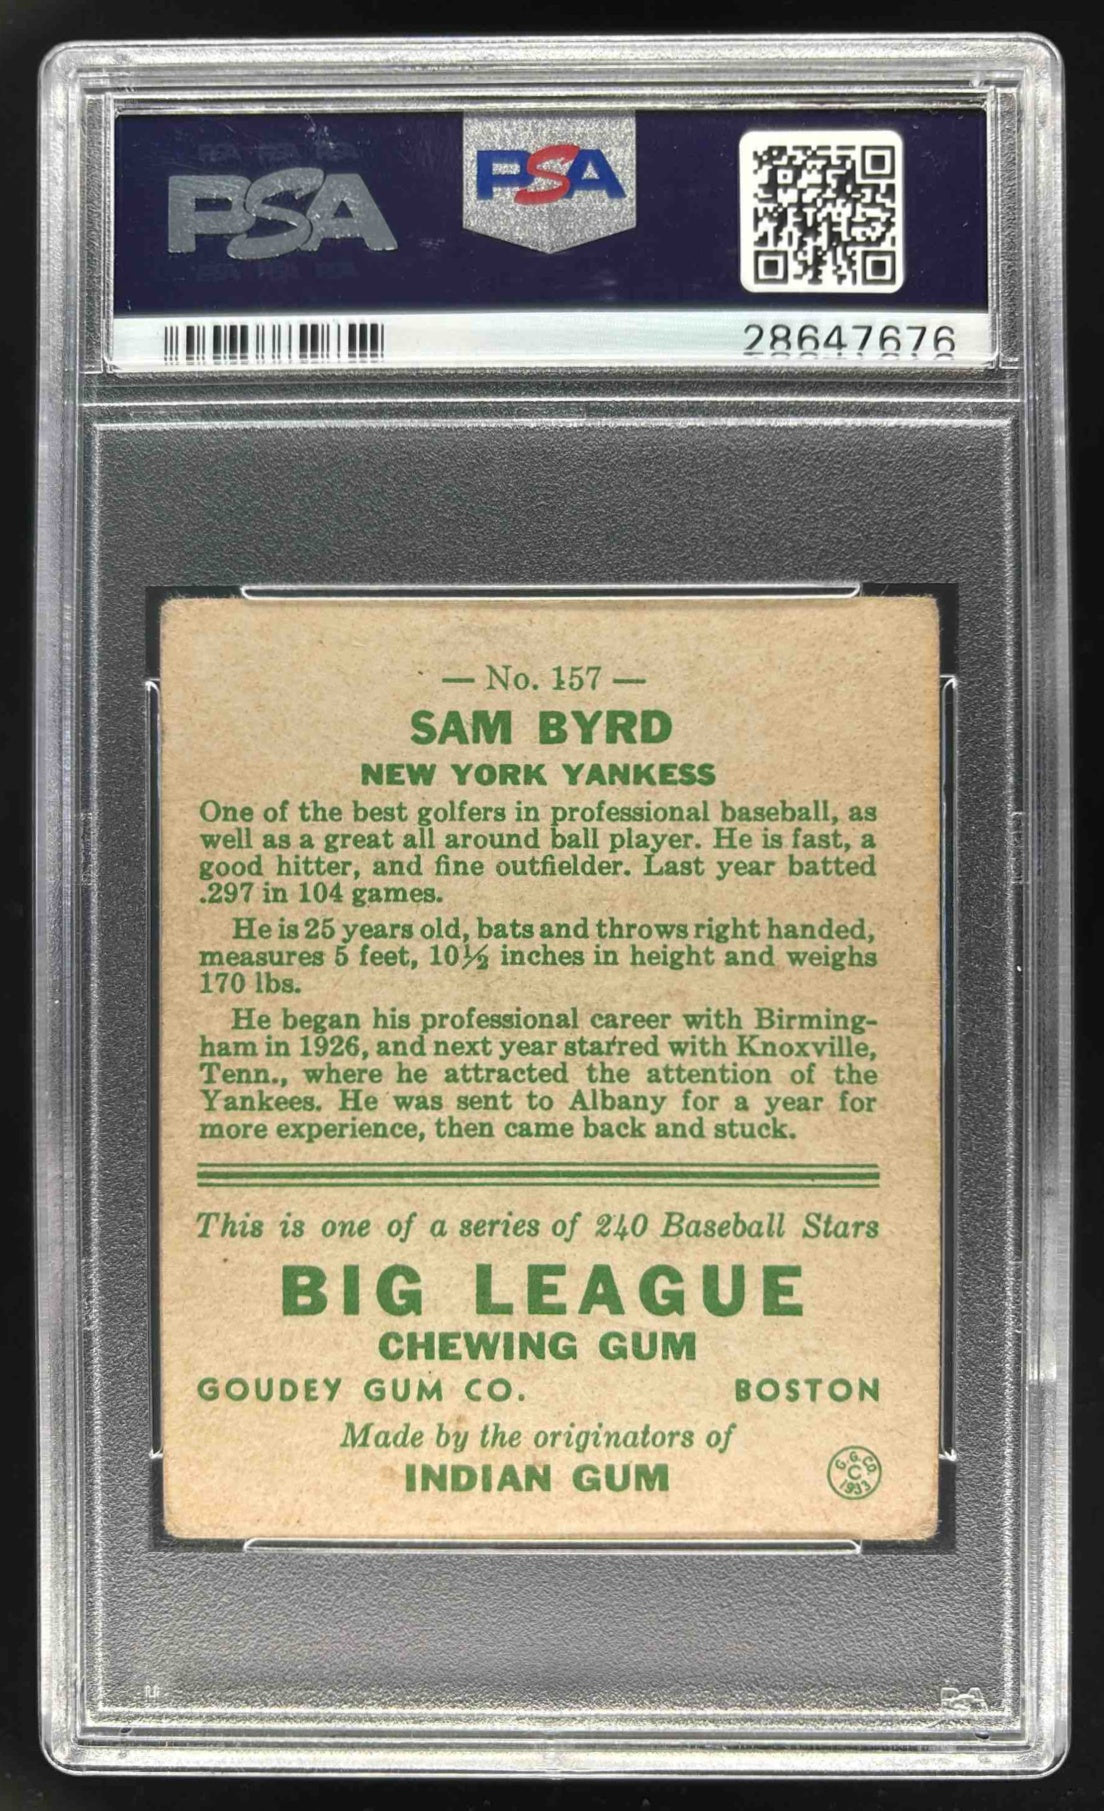 PSA
PSA
28647676
— No. 157 —
SAM BYRD
NEW YORK YANKESS
One of the best golfers in professional baseball, as
well as a great all around ball player. He is fast, a
good hitter, and fine outfielder. Last year batted
.297 in 104 games.
He is 25 years old, bats and throws right handed,
measures 5 feet, 10½ inches in height and weighs
170 lbs.
He began his professional career with Birming-
ham in 1926, and next year starred with Knoxville,
Tenn., where he attracted the attention of the
Yankees. He was sent to Albany for a year for
more experience, then came back and stuck.
This is one of a series of 240 Baseball Stars
BIG LEAGUE
CHEWING GUM
GOUDEY GUM CO. BOSTON
Made by the originators of
INDIAN GUM
G.G.CO.
C
1933
PSA